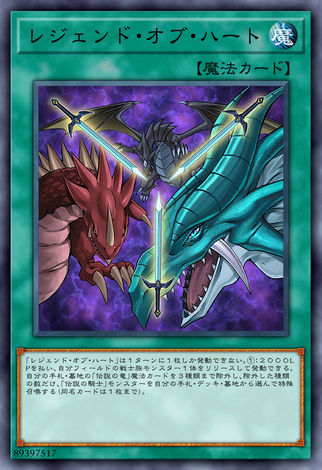 レジェンド・オブ・ハート
魔
【魔法カード】
「レジェンド・オブ・ハート」は1ターンに1枚しか発動できない。①：2000L
Pを払い、自分フィールドの戦士族モンスター1体をリリースして発動できる。
自分の手札・墓地の「伝説の竜」魔法カードを3種類まで除外し、除外した種類
の数だけ、「伝説の騎士」モンスターを自分の手札・デッキ・墓地から選んで特殊
召喚する（同名カードは1枚まで）。
89397517